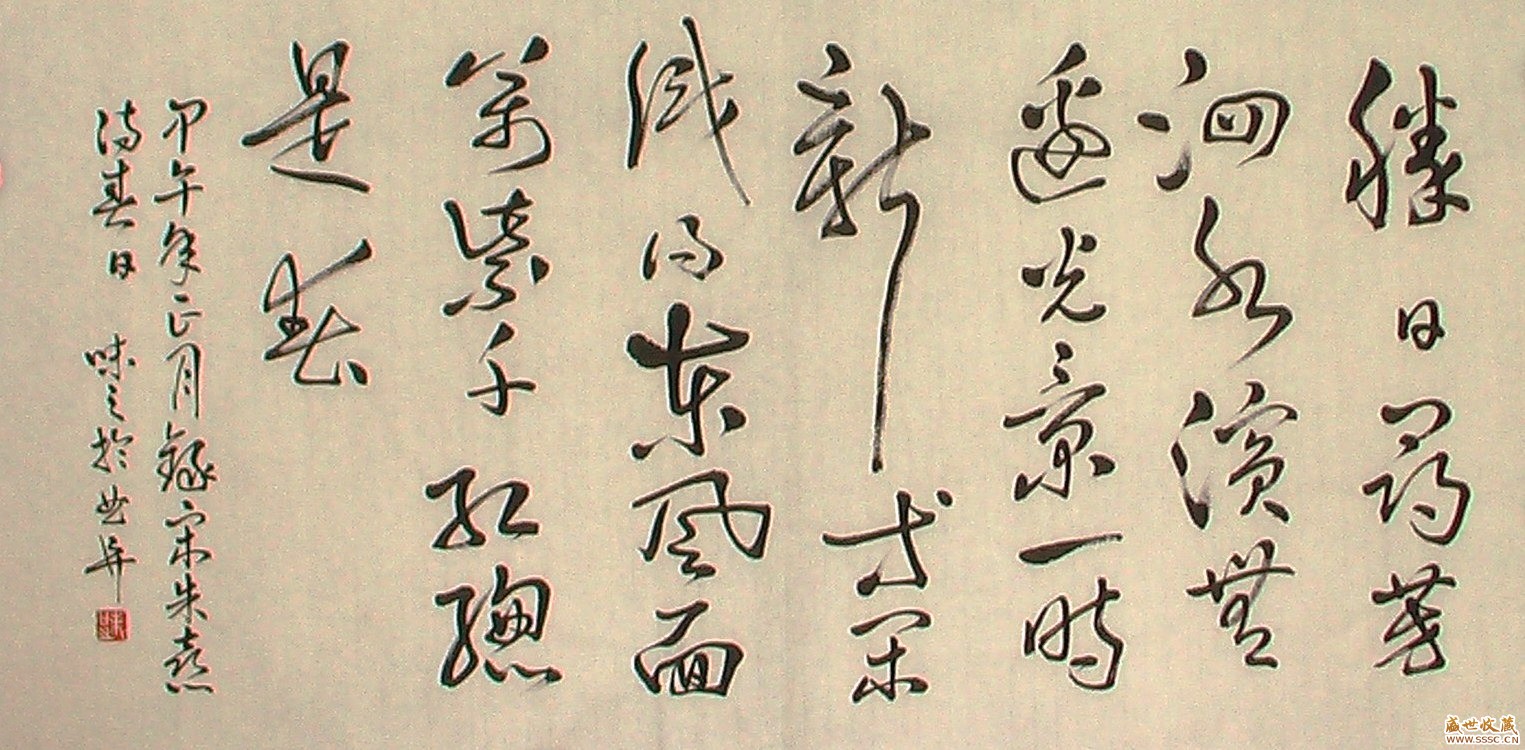 勝日尋芳
泗水濱無
邊光景一時
新等閒
識得東風面
萬紫千紅總
是春
甲午年正月錄宋朱熹
詩春日 味之於
盛世收藏
WWW.SSSC.CN